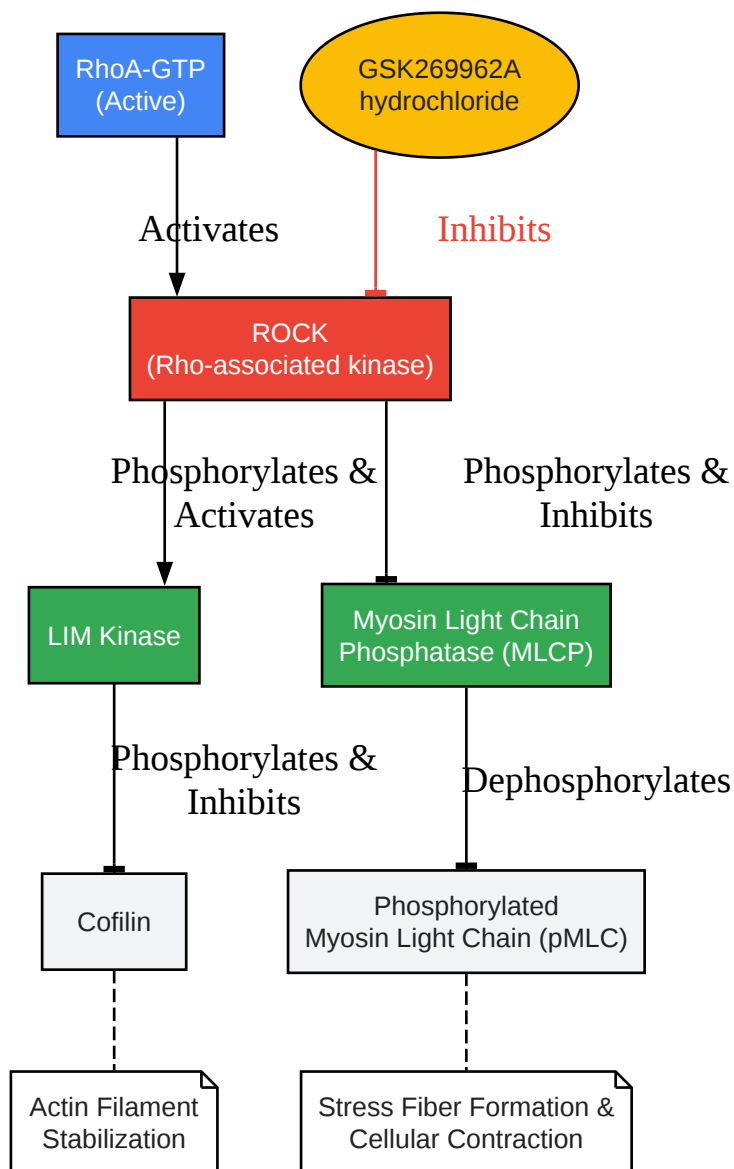 RhoA-GTP
(Active)
GSK269962A
hydrochloride
Activates
Inhibits
ROCK
(Rho-associated kinase)
Phosphorylates &
Activates
Phosphorylates &
Inhibits
LIM Kinase
Myosin Light Chain
Phosphatase (MLCP)
Phosphorylates &
Inhibits
Dephosphorylates
Cofilin
Phosphorylated
Myosin Light Chain (pMLC)
Actin Filament
Stabilization
Stress Fiber Formation &
Cellular Contraction